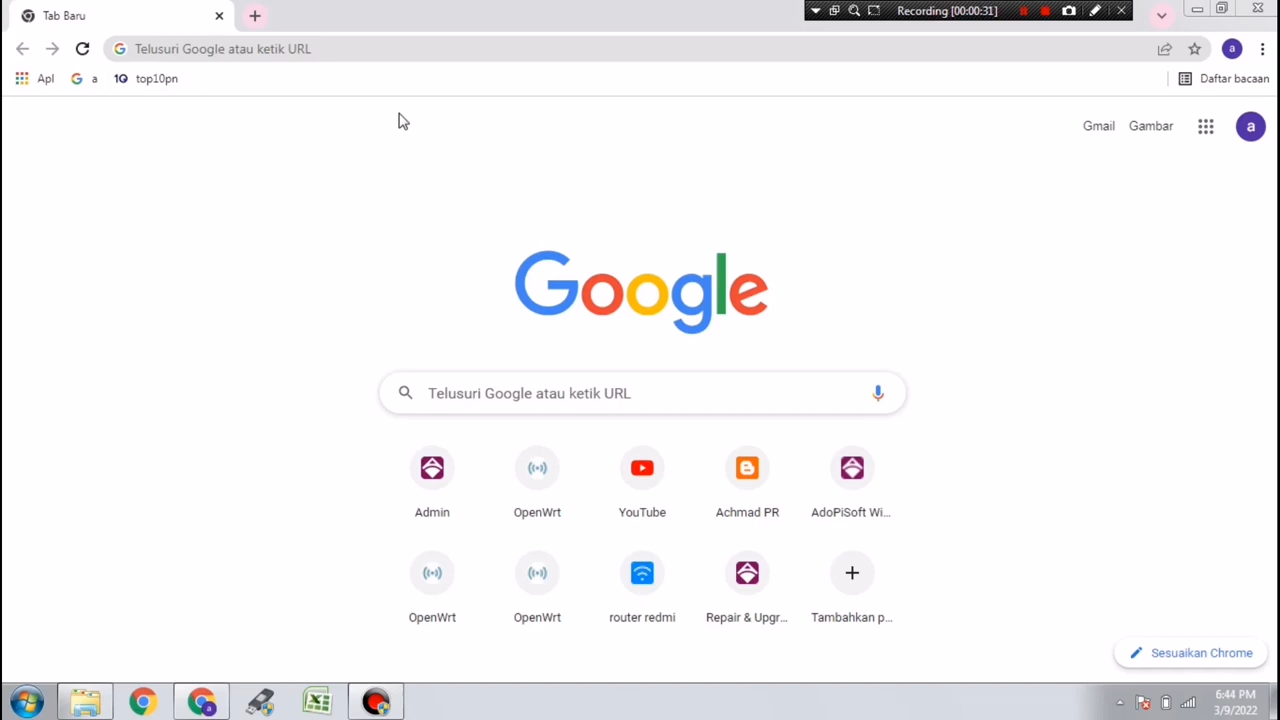 Tab Baru
Recording [00:00:31]
Telusuri Google atau ketik URL
a
Apl
a
1Q
top10pn
Daftar bacaan
Gmail
Gambar
a
Google
Telusuri Google atau ketik URL
Admin
OpenWrt
YouTube
Achmad PR
AdoPiSoft Wi...
OpenWrt
OpenWrt
router redmi
Repair & Upgr...
Tambahkan p...
Sesuaikan Chrome
6:44 PM
3/9/2022